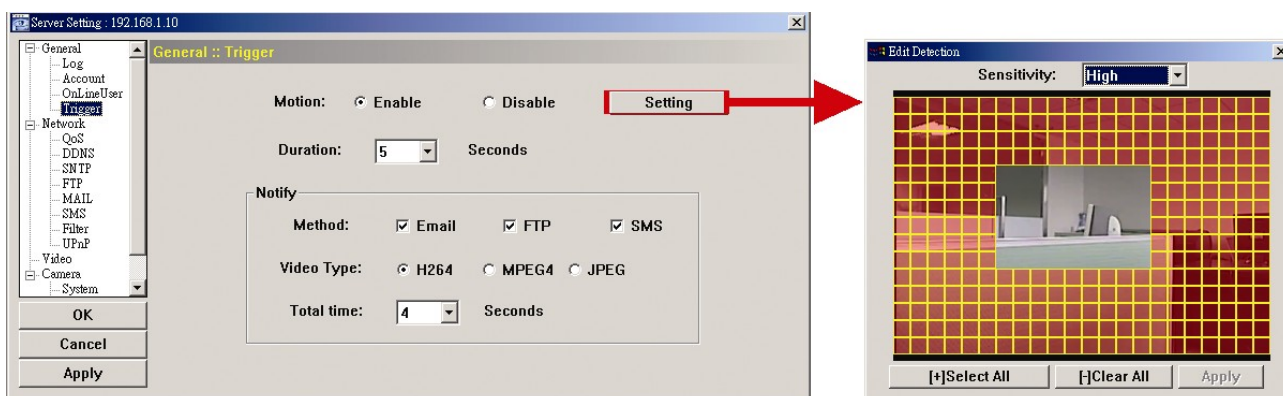 Server Setting : 192.168.1.10
General
Log
Account
OnLineUser
Trigger
Network
QoS
DDNS
SNTP
FTP
MAIL
SMS
Filter
UPnP
Video
Camera
System
OK
Cancel
Apply
General :: Trigger
Motion: Enable Disable Setting
Duration: 5 Seconds
Notify
Method: Email FTP SMS
Video Type: H264 MPEG4 JPEG
Total time: 4 Seconds
Edit Detection
Sensitivity: High
[+]Select All [-]Clear All Apply